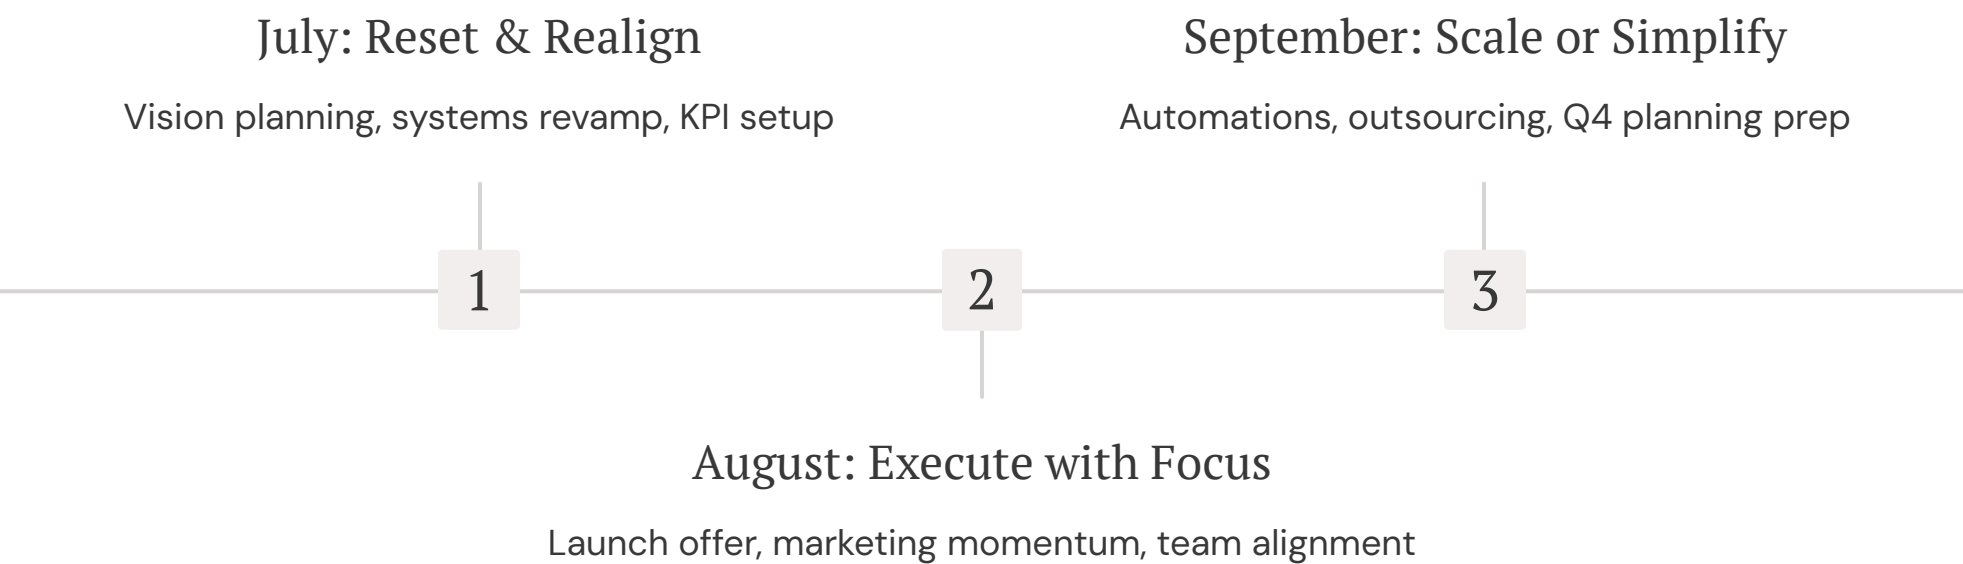 July: Reset & Realign
Vision planning, systems revamp, KPI setup
September: Scale or Simplify
Automations, outsourcing, Q4 planning prep
1
2
3
August: Execute with Focus
Launch offer, marketing momentum, team alignment